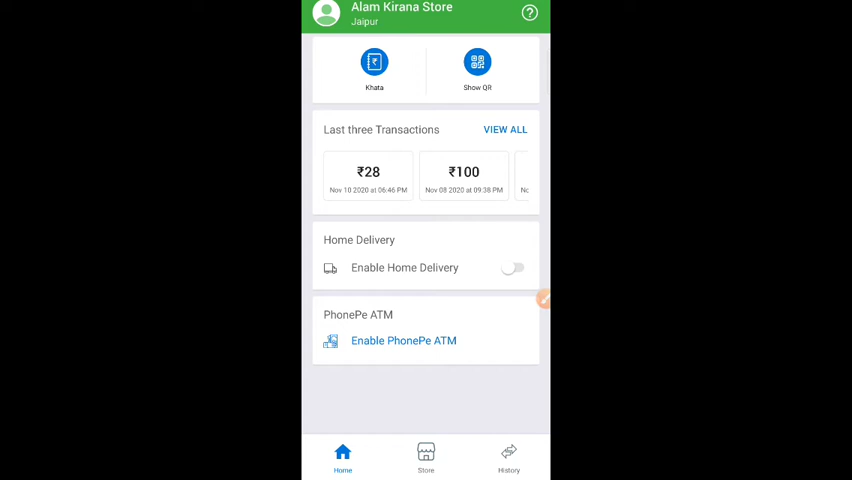 Alam Kirana Store
Jaipur
Khata
Show QR
Last three Transactions
VIEW ALL
₹28
₹100
Nov 10 2020 at 06:46 PM
Nov 08 2020 at 09:38 PM
No
Home Delivery
Enable Home Delivery
PhonePe ATM
Enable PhonePe ATM
Home
Store
History